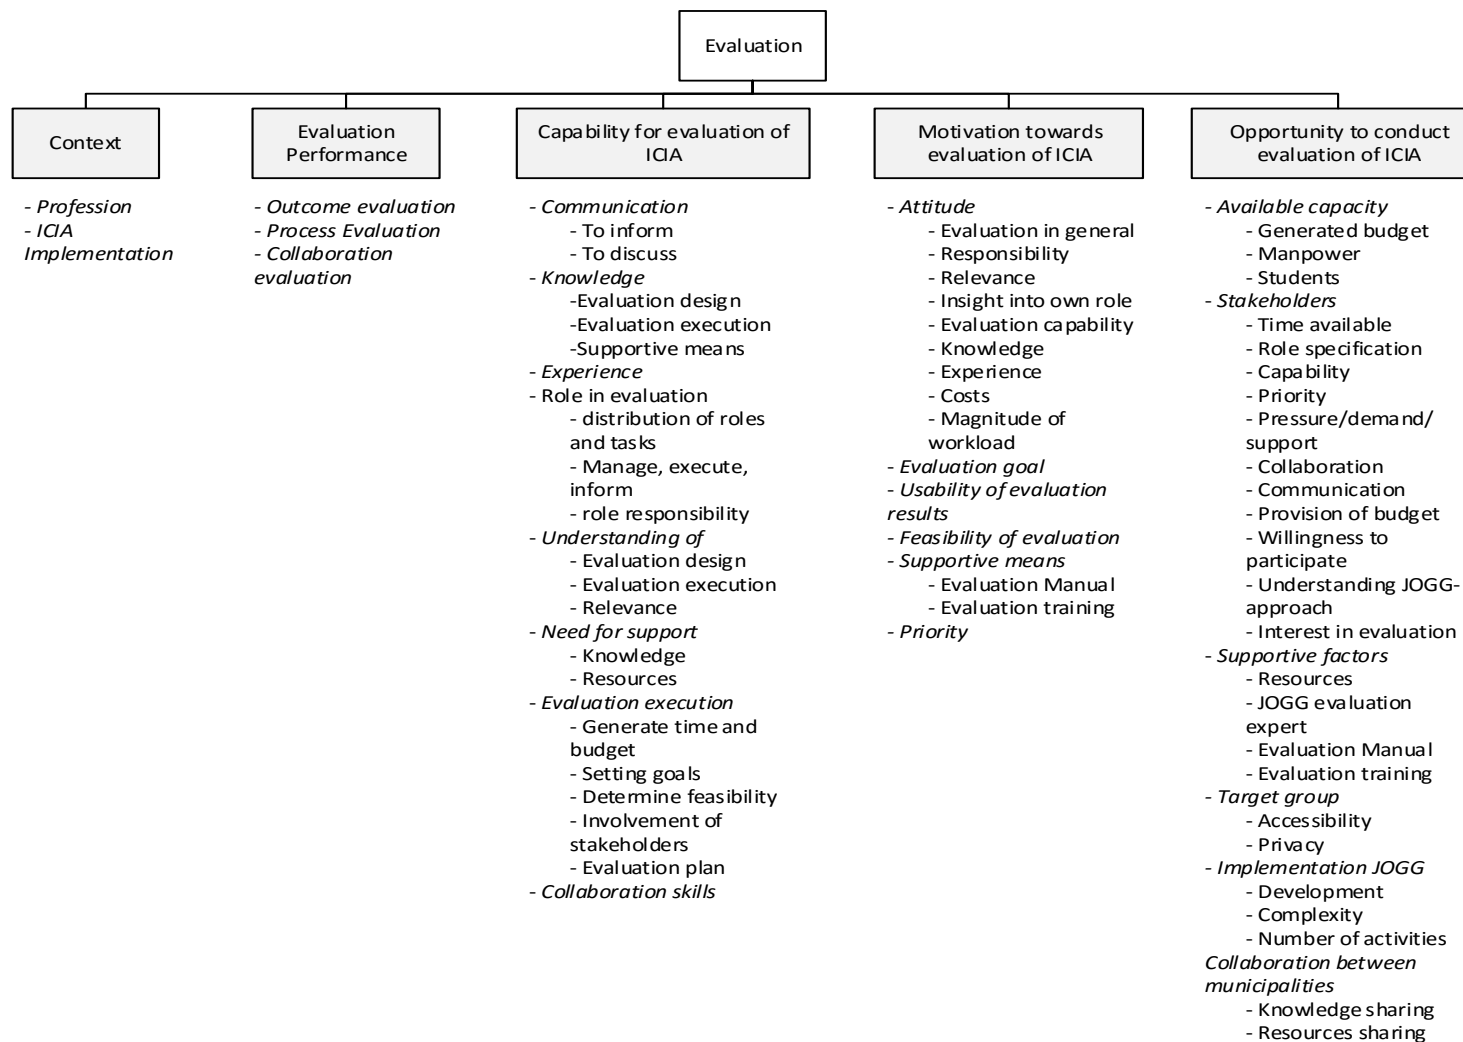 Evaluation
Context
Evaluation
Performance
Capability for evaluation of
ICIA
Motivation towards
evaluation of ICIA
Opportunity to conduct
evaluation of ICIA
- Profession
- ICIA
Implementation
- Outcome evaluation
- Process Evaluation
- Collaboration
evaluation
- Communication
- To inform
- To discuss
- Knowledge
-Evaluation design
-Evaluation execution
-Supportive means
- Experience
- Role in evaluation
- distribution of roles
and tasks
- Manage, execute,
inform
- role responsibility
- Understanding of
- Evaluation design
- Evaluation execution
- Relevance
- Need for support
- Knowledge
- Resources
- Evaluation execution
- Generate time and
budget
- Setting goals
- Determine feasibility
- Involvement of
stakeholders
- Evaluation plan
- Collaboration skills
- Attitude
- Evaluation in general
- Responsibility
- Relevance
- Insight into own role
- Evaluation capability
- Knowledge
- Experience
- Costs
- Magnitude of
workload
- Evaluation goal
- Usability of evaluation
results
- Feasibility of evaluation
- Supportive means
- Evaluation Manual
- Evaluation training
- Priority
- Available capacity
- Generated budget
- Manpower
- Students
- Stakeholders
- Time available
- Role specification
- Capability
- Priority
- Pressure/demand/
support
- Collaboration
- Communication
- Provision of budget
- Willingness to
participate
- Understanding JOGG-
approach
- Interest in evaluation
- Supportive factors
- Resources
- JOGG evaluation
expert
- Evaluation Manual
- Evaluation training
- Target group
- Accessibility
- Privacy
- Implementation JOGG
- Development
- Complexity
- Number of activities
Collaboration between
municipalities
- Knowledge sharing
- Resources sharing